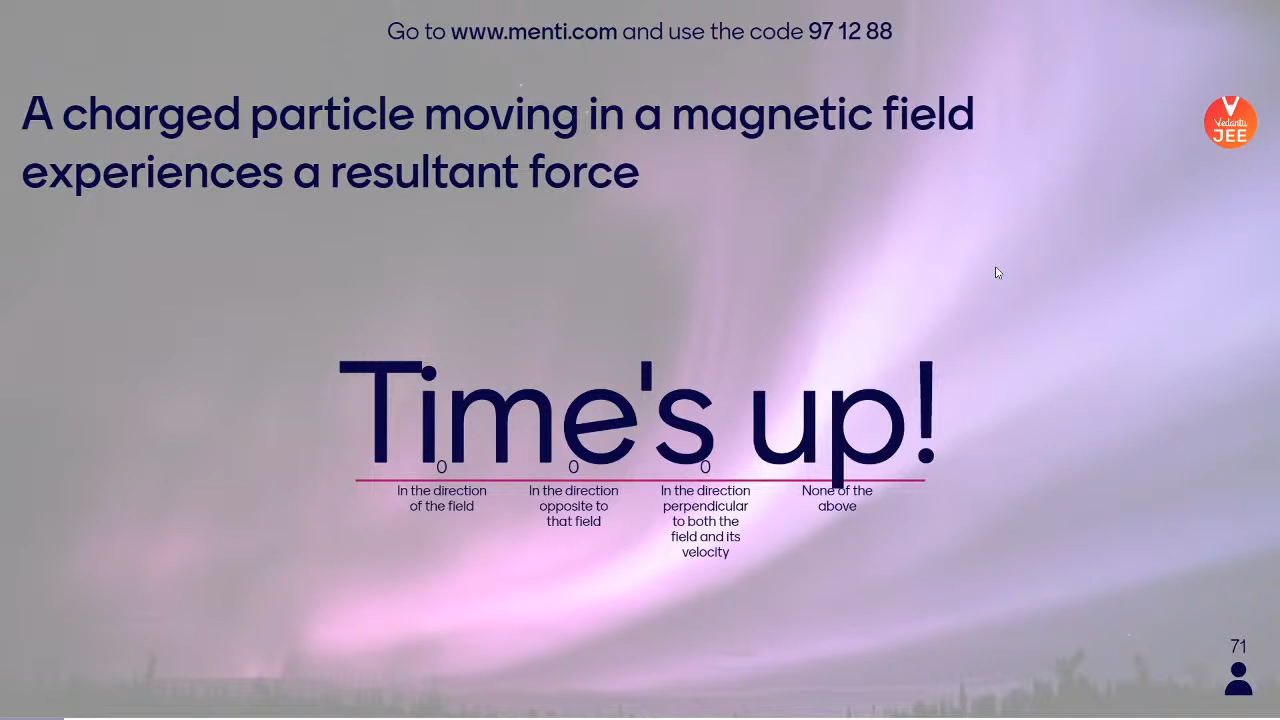 Go to www.menti.com and use the code 97 12 88
A charged particle moving in a magnetic field
experiences a resultant force
Vedantu
JEE
Time's up!
0 0 0
In the direction
of the field
In the direction
opposite to
that field
In the direction
perpendicular
to both the
field and its
velocity
None of the
above
71